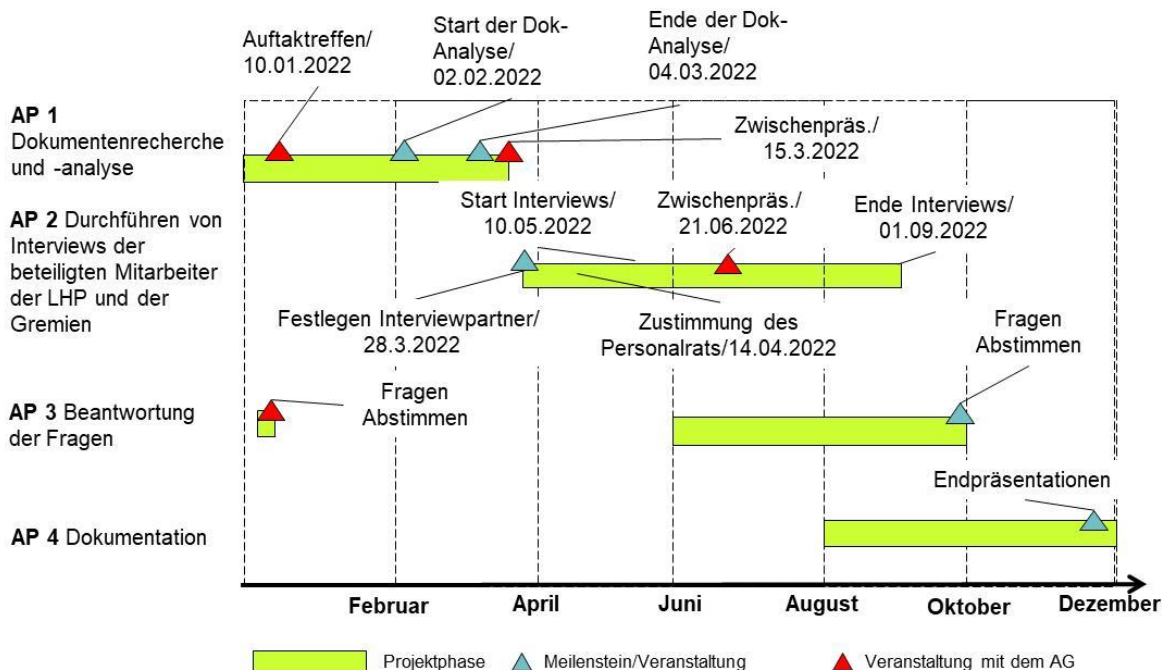 Auftaktreffen/
10.01.2022
Start der Dok-
Analyse/
02.02.2022
Ende der Dok-
Analyse/
04.03.2022
AP 1
Dokumentenrecherche
und -analyse
Zwischenpräs./
15.3.2022
AP 2 Durchführen von
Interviews der
beteiligten Mitarbeiter
der LHP und der
Gremien
Start Interviews/
10.05.2022
Zwischenpräs./
21.06.2022
Ende Interviews/
01.09.2022
Festlegen Interviewpartner/
28.3.2022
Zustimmung des
Personalrats/14.04.2022
Fragen
Abstimmen
AP 3 Beantwortung
der Fragen
Fragen
Abstimmen
Endpräsentationen
AP 4 Dokumentation
Februar
April
Juni
August
Oktober
Dezember
Projektphase
Meilenstein/Veranstaltung
Veranstaltung mit dem AG